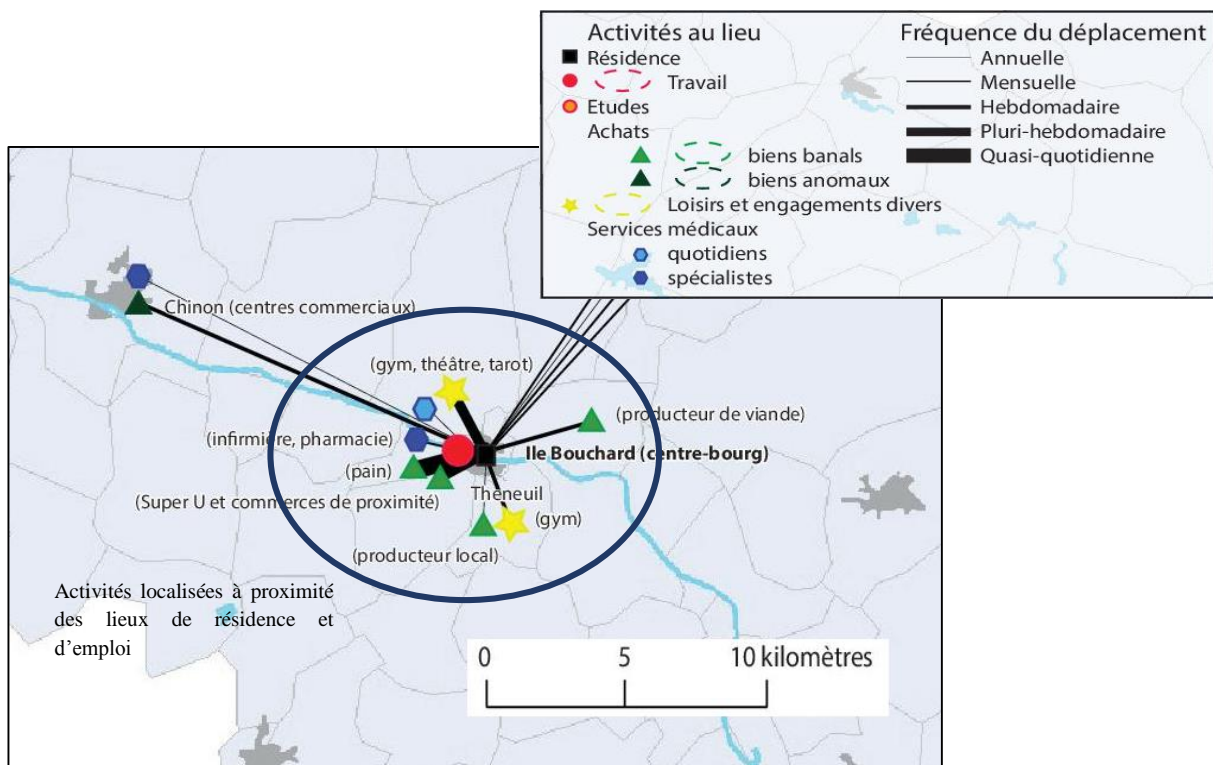 Activités au lieu
Résidence
Travail
Etudes
Achats
biens banals
biens anomaux
Loisirs et engagements divers
Services médicaux
quotidiens
spécialistes
Fréquence du déplacement
Annuelle
Mensuelle
Hebdomadaire
Pluri-hebdomadaire
Quasi-quotidienne
Chinon (centres commerciaux)
(gym, théâtre, tarot)
(producteur de viande)
(infirmière, pharmacie)
Ile Bouchard (centre-bourg)
(pain)
(Super U et commerces de proximité)
Theneuil
(gym)
(producteur local)
Activités localisées à proximité
des lieux de résidence et
d’emploi
0 5 10 kilomètres